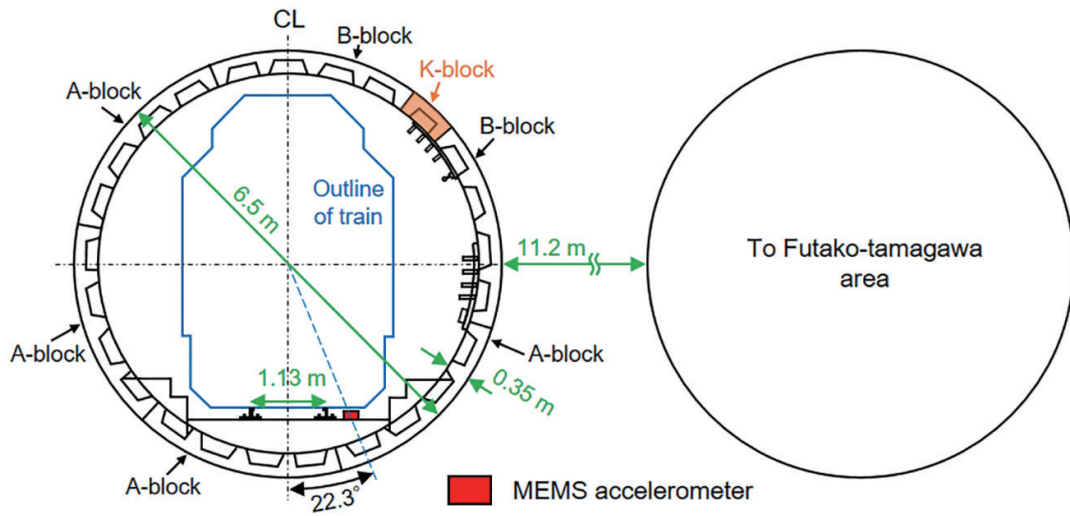 CL
B-block
K-block
A-block
B-block
Outline
of train
6.5 m
11.2 m
To Futako-tamagawa
area
A-block
A-block
1.13 m
0.35 m
A-block
22.3°
MEMS accelerometer